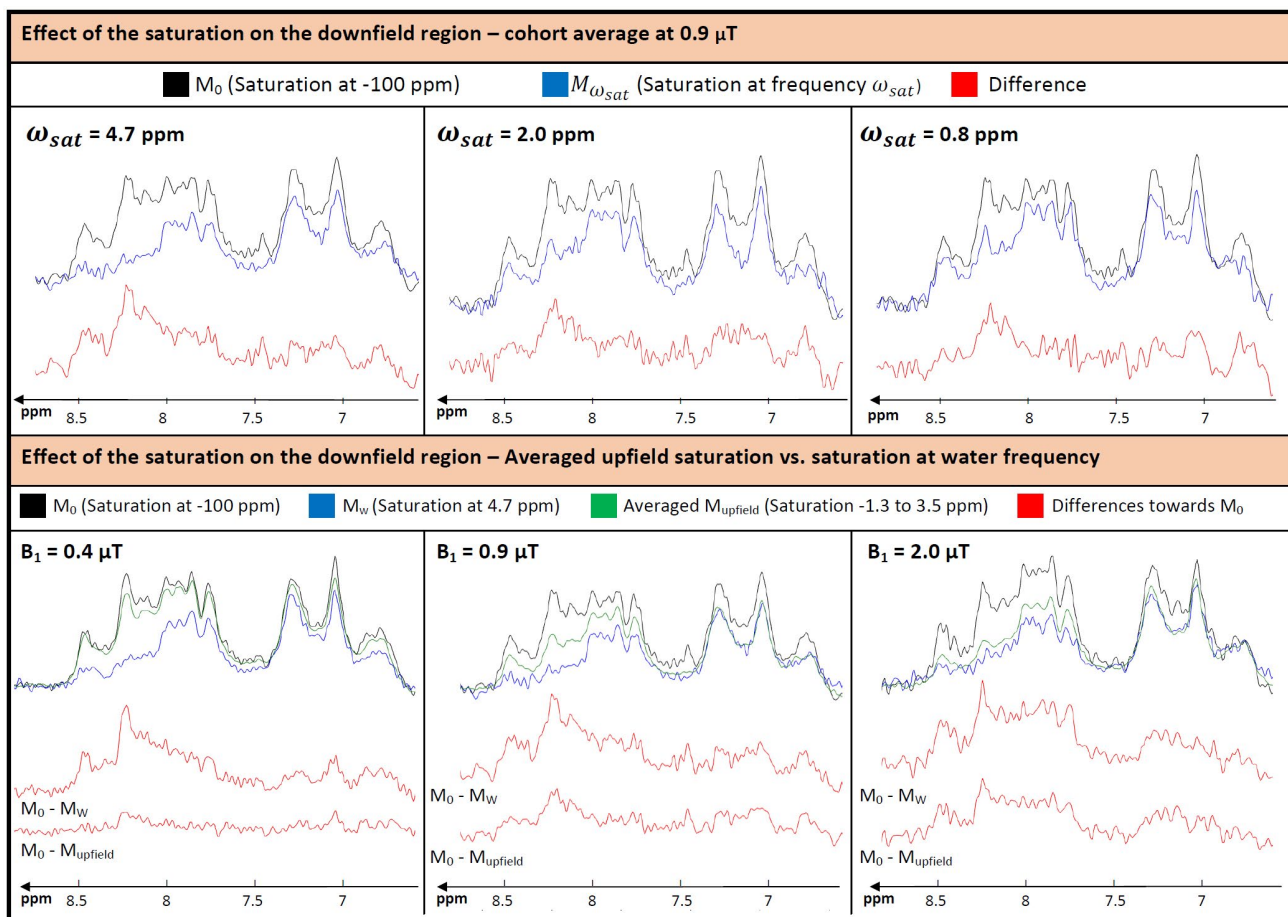 Effect of the saturation on the downfield region – cohort average at 0.9 μT
M₀ (Saturation at -100 ppm) M_ω_sat (Saturation at frequency ω_sat) Difference
ω_sat = 4.7 ppm ω_sat = 2.0 ppm ω_sat = 0.8 ppm
ppm 8.5 8 7.5 7 8.5 8 7.5 7 8.5 8 7.5 7
ppm ppm
Effect of the saturation on the downfield region – Averaged upfield saturation vs. saturation at water frequency
M₀ (Saturation at -100 ppm) M_W (Saturation at 4.7 ppm) Averaged M_upfield (Saturation -1.3 to 3.5 ppm) Differences towards M₀
B₁ = 0.4 μT B₁ = 0.9 μT B₁ = 2.0 μT
M₀ - M_W M₀ - M_W M₀ - M_W
M₀ - M_upfield M₀ - M_upfield M₀ - M_upfield
ppm 8.5 8 7.5 7 ppm 8.5 8 7.5 7 ppm 8.5 8 7.5 7